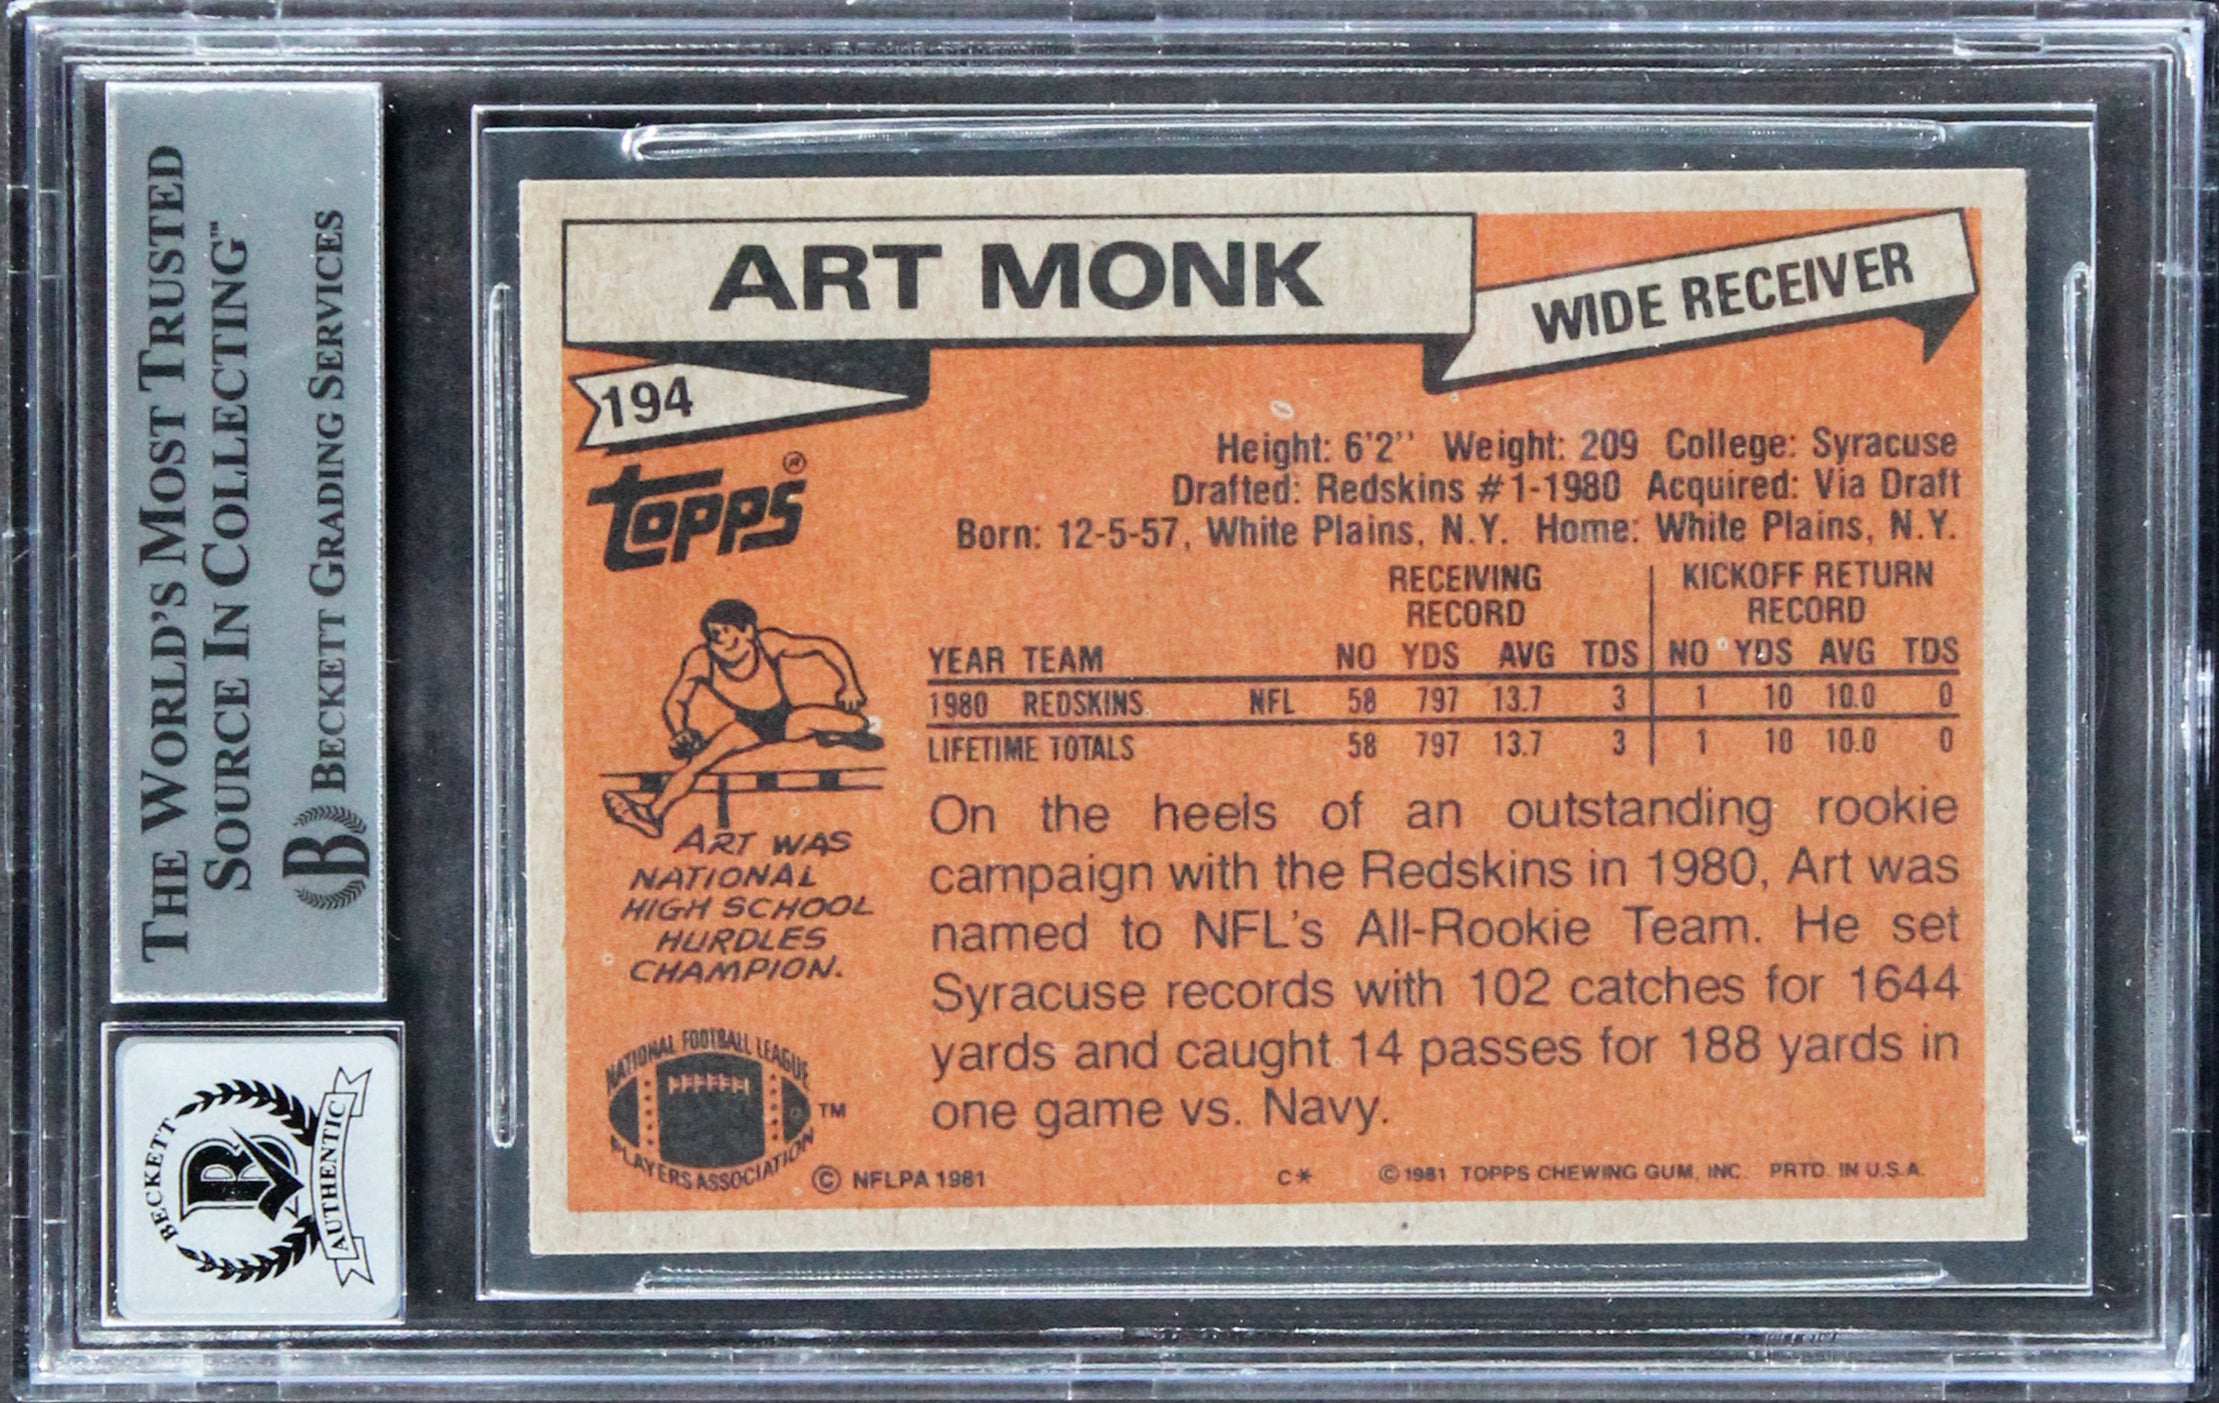 THE WORLD'S MOST TRUSTED
SOURCE IN COLLECTING™
B BECKETT GRADING SERVICES
BECKETT
B
AUTHENTIC
ART MONK
WIDE RECEIVER
194
TOPPS®
Height: 6'2'' Weight: 209 College: Syracuse
Drafted: Redskins #1-1980 Acquired: Via Draft
Born: 12-5-57, White Plains, N.Y. Home: White Plains, N.Y.
RECEIVING RECORD KICKOFF RETURN RECORD
YEAR TEAM NO YDS AVG TDS NO YDS AVG TDS
1980 REDSKINS NFL 58 797 13.7 3 1 10 10.0 0
LIFETIME TOTALS 58 797 13.7 3 1 10 10.0 0
ART WAS
NATIONAL
HIGH SCHOOL
HURDLES
CHAMPION.
On the heels of an outstanding rookie
campaign with the Redskins in 1980, Art was
named to NFL's All-Rookie Team. He set
Syracuse records with 102 catches for 1644
yards and caught 14 passes for 188 yards in
one game vs. Navy.
NATIONAL FOOTBALL LEAGUE
PLAYERS ASSOCIATION
™
© NFLPA 1981
C*
© 1981 TOPPS CHEWING GUM, INC. PRTD. IN U.S.A.